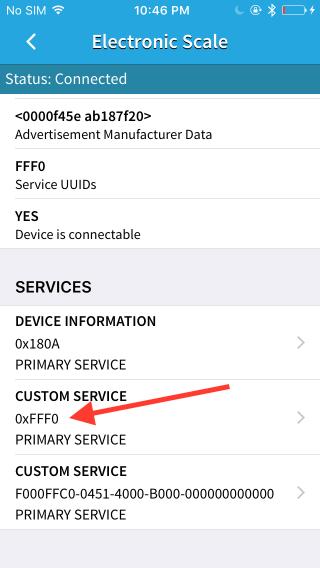 No SIM 10:46 PM
Electronic Scale
Status: Connected
<0000f45e ab187f20>
Advertisement Manufacturer Data
FFF0
Service UUIDs
YES
Device is connectable
SERVICES
DEVICE INFORMATION
0x180A
PRIMARY SERVICE
CUSTOM SERVICE
0xFFF0
PRIMARY SERVICE
CUSTOM SERVICE
F000FFC0-0451-4000-B000-000000000000
PRIMARY SERVICE